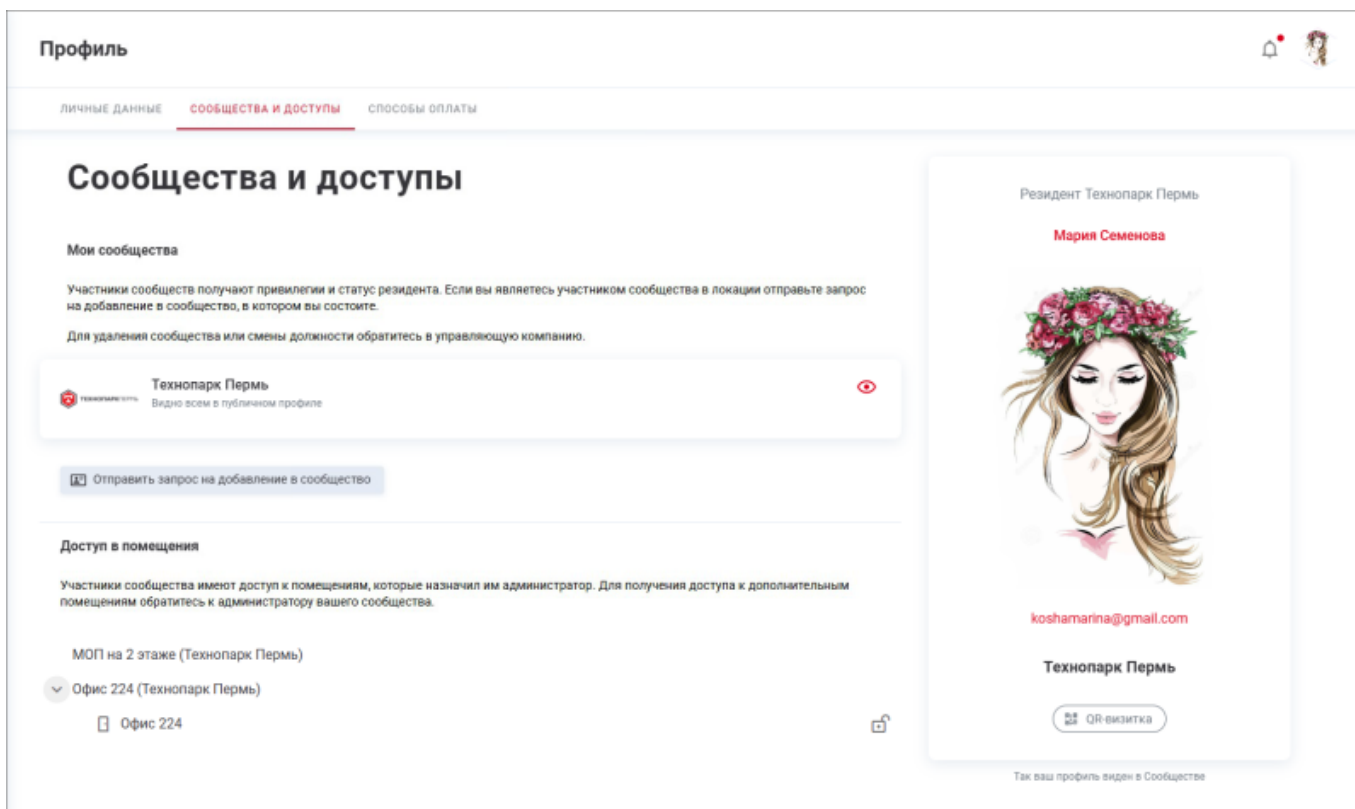 Профиль
ЛИЧНЫЕ ДАННЫЕ СООБЩЕСТВА И ДОСТУПЫ СПОСОБЫ ОПЛАТЫ
Сообщества и доступы
Мои сообщества
Участники сообществ получают привилегии и статус резидента. Если вы являетесь участником сообщества в локации отправьте запрос
на добавление в сообщество, в котором вы состоите.
Для удаления сообщества или смены должности обратитесь в управляющую компанию.
ТЕХНОПАРК ПЕРМЬ
Технопарк Пермь
Видно всем в публичном профиле
Отправить запрос на добавление в сообщество
Доступ в помещения
Участники сообщества имеют доступ к помещениям, которые назначил им администратор. Для получения доступа к дополнительным
помещениям обратитесь к администратору вашего сообщества.
МОП на 2 этаже (Технопарк Пермь)
Офис 224 (Технопарк Пермь)
Офис 224
Резидент Технопарк Пермь
Мария Семенова
koshamarina@gmail.com
Технопарк Пермь
QR-визитка
Так ваш профиль виден в Сообществе